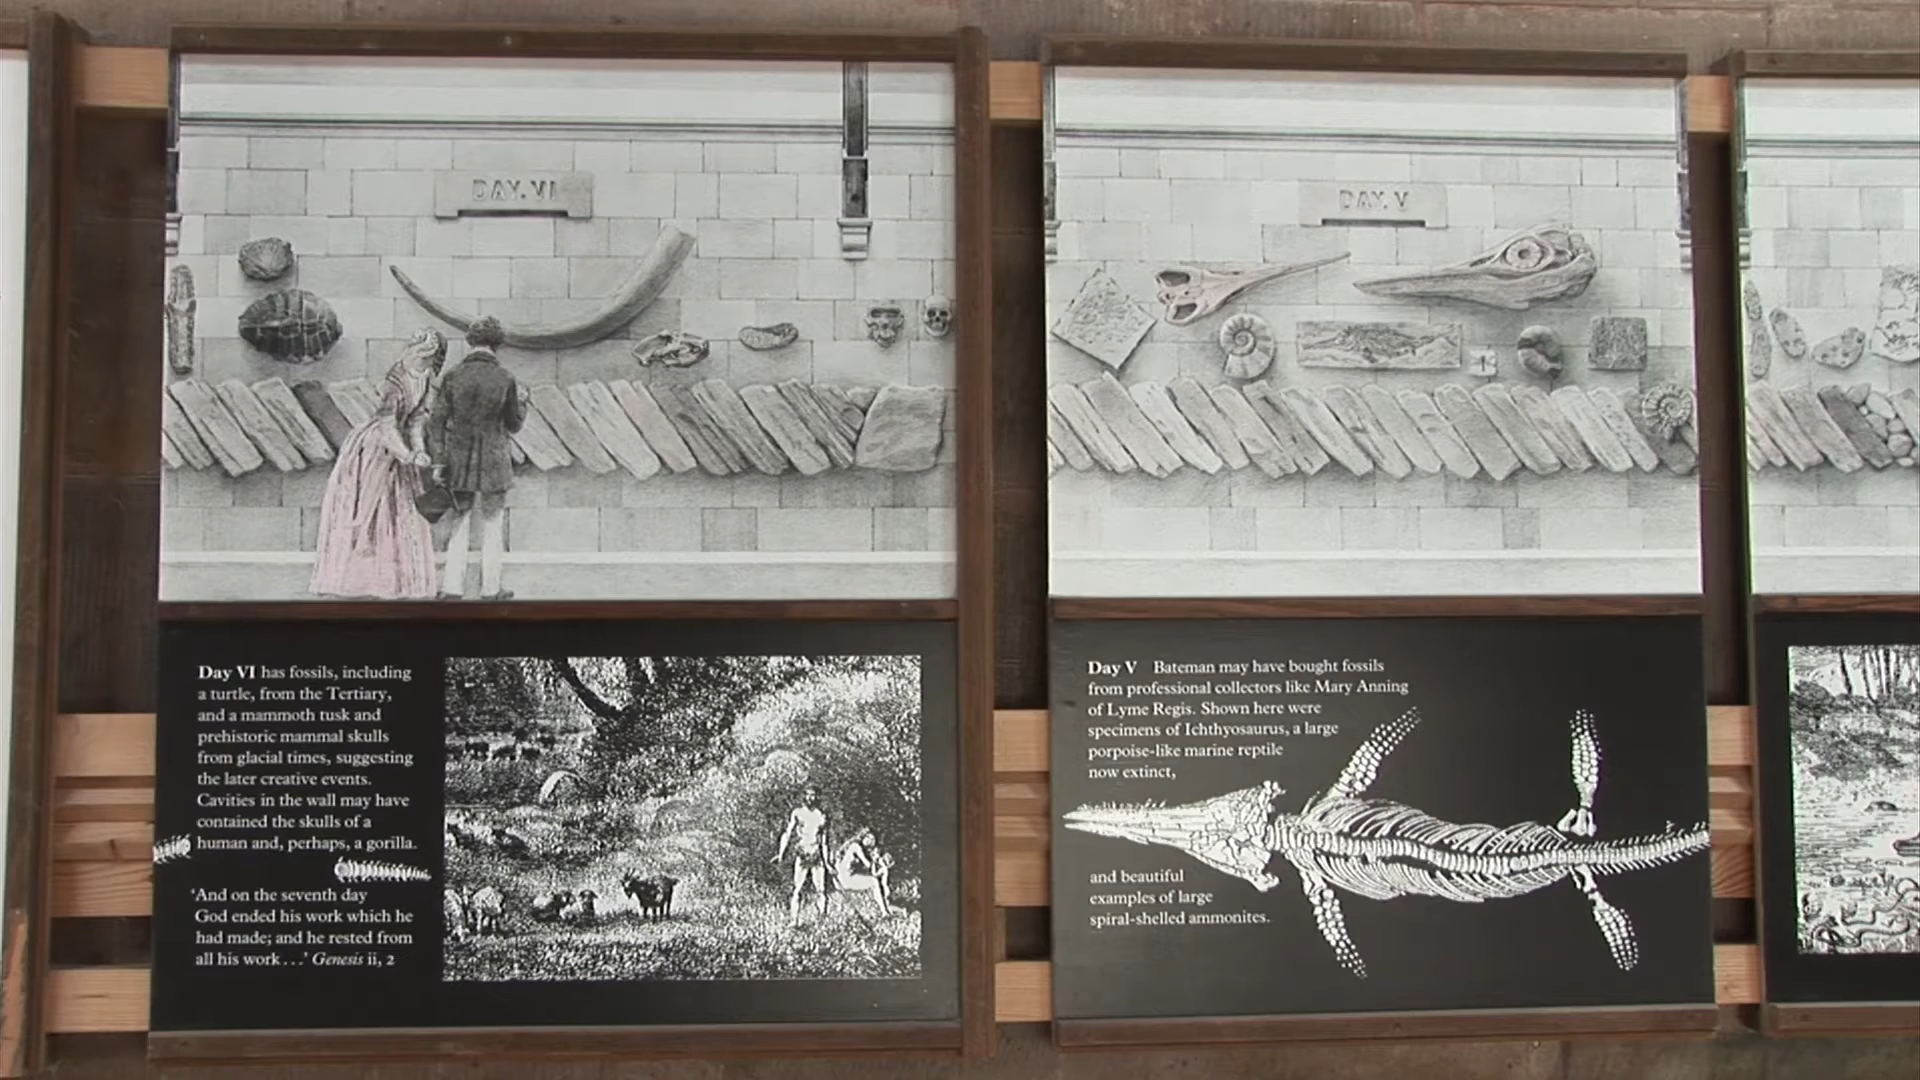 DAY. VI
Day VI has fossils, including
a turtle, from the Tertiary,
and a mammoth tusk and
prehistoric mammal skulls
from glacial times, suggesting
the later creative events.
Cavities in the wall may have
contained the skulls of a
human and, perhaps, a gorilla.
‘And on the seventh day
God ended his work which he
had made; and he rested from
all his work . . .’ Genesis ii, 2
DAY. V
Day V Bateman may have bought fossils
from professional collectors like Mary Anning
of Lyme Regis. Shown here were
specimens of Ichthyosaurus, a large
porpoise-like marine reptile
now extinct,
and beautiful
examples of large
spiral-shelled ammonites.